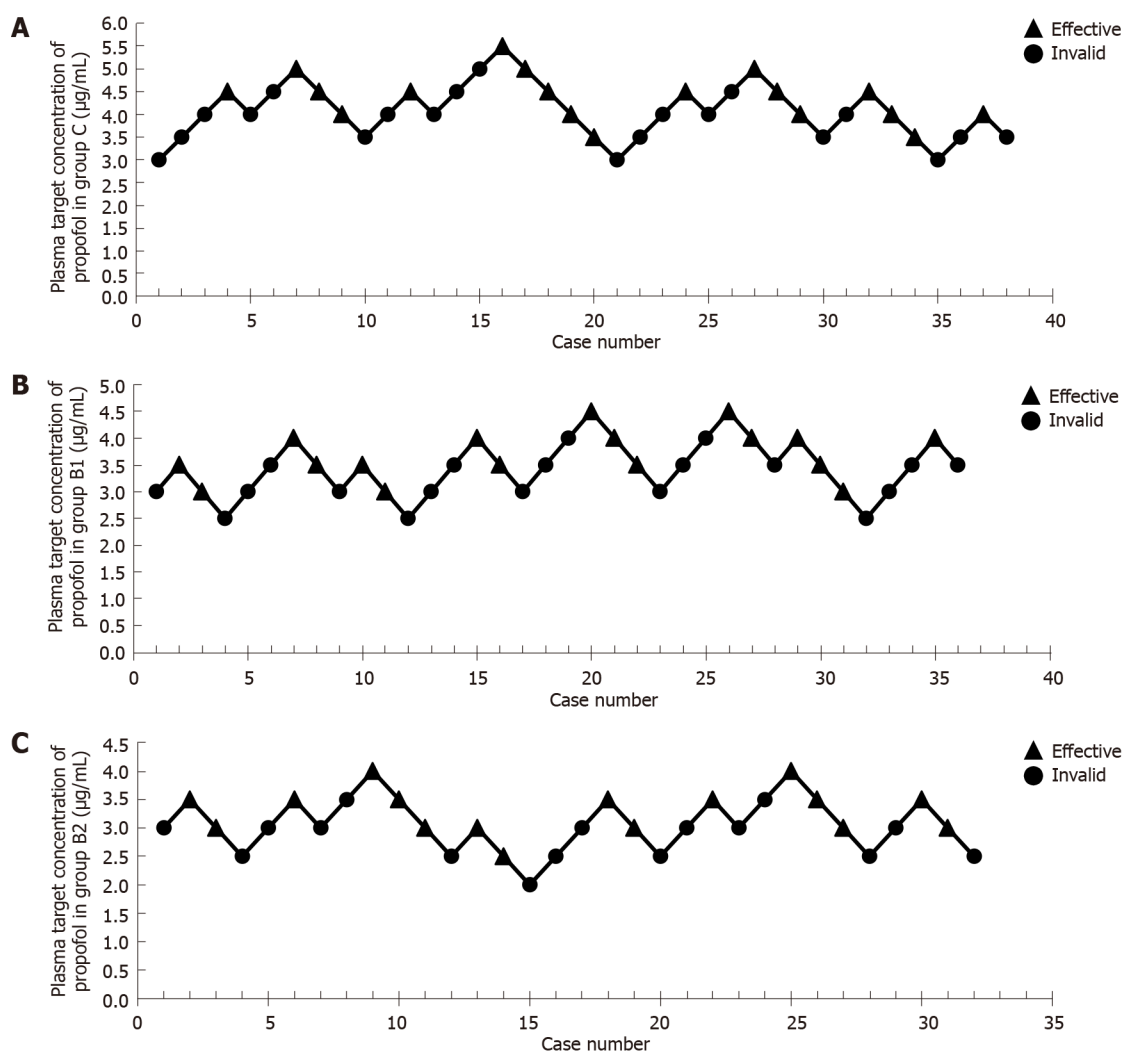 A
Plasma target concentration of
propofol in group C (µg/mL)
6.0
5.5
5.0
4.5
4.0
3.5
3.0
2.5
2.0
1.5
1.0
0.5
0.0
0 5 10 15 20 25 30 35 40
Case number
Effective
Invalid
B
Plasma target concentration of
propofol in group B1 (µg/mL)
5.0
4.5
4.0
3.5
3.0
2.5
2.0
1.5
1.0
0.5
0.0
0 5 10 15 20 25 30 35 40
Case number
Effective
Invalid
C
Plasma target concentration of
propofol in group B2 (µg/mL)
4.5
4.0
3.5
3.0
2.5
2.0
1.5
1.0
0.5
0.0
0 5 10 15 20 25 30 35
Case number
Effective
Invalid